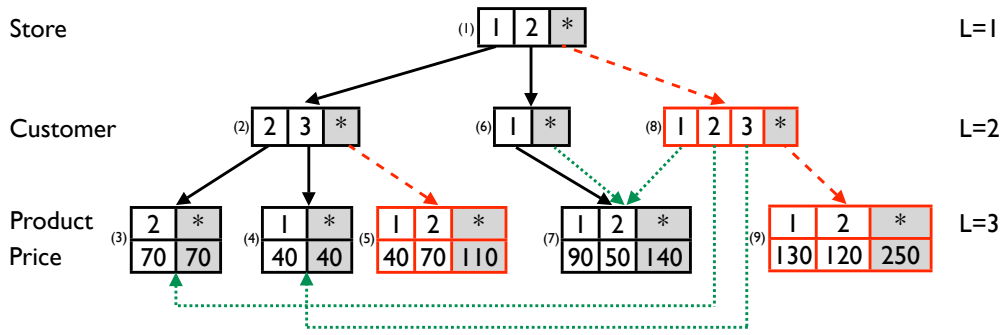 Store (1) 1 2 * L=1
Customer (2) 2 3 * (6) 1 * (8) 1 2 3 * L=2
Product (3) 2 * (4) 1 * (5) 1 2 * (7) 1 2 * (9) 1 2 * L=3
Price 70 70 40 40 40 70 110 90 50 140 130 120 250